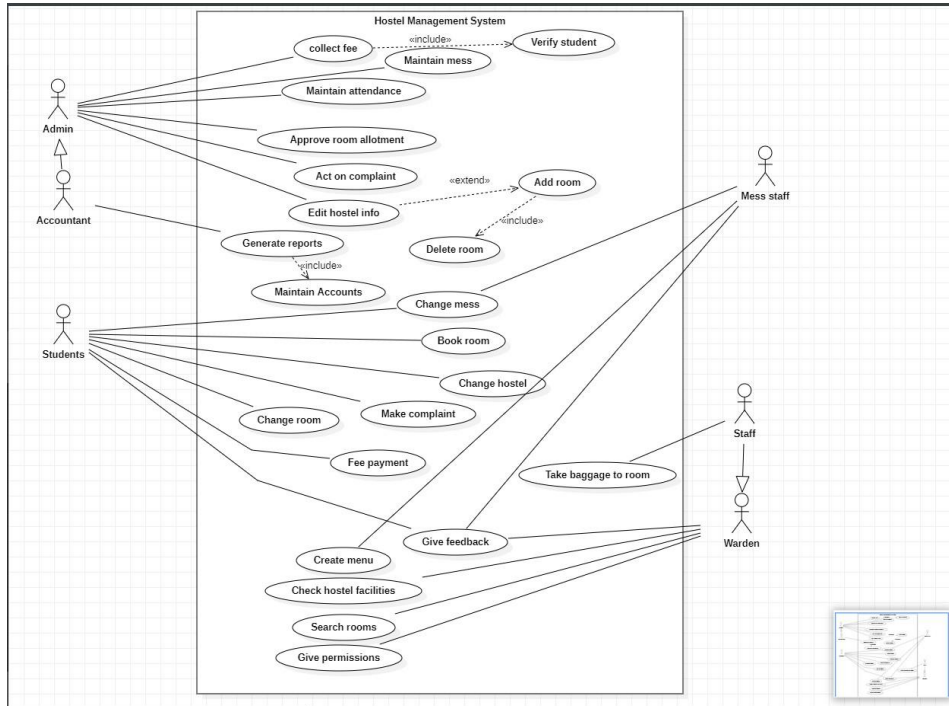 Hostel Management System
collect fee
«include»
Verify student
Maintain mess
Maintain attendance
Admin
Approve room allotment
Act on complaint
«extend»
Add room
Mess staff
Accountant
Edit hostel info
«include»
Generate reports
Delete room
«include»
Maintain Accounts
Change mess
Students
Book room
Change hostel
Change room
Make complaint
Staff
Fee payment
Take baggage to room
Give feedback
Warden
Create menu
Check hostel facilities
Search rooms
Give permissions